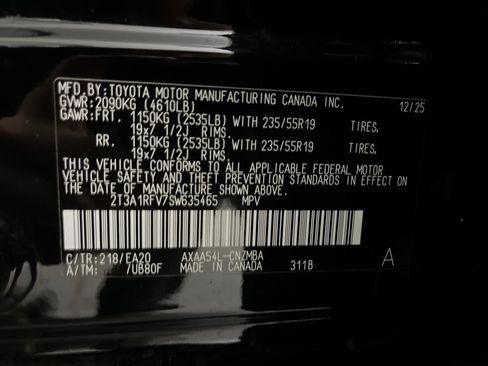 MFD.BY:TOYOTA MOTOR MANUFACTURING CANADA INC. 12/25
GVWR:2090KG (4610LB)
GAWR:FRT. 1150KG (2535LB) WITH 235/55R19 TIRES,
19x7 1/2J RIMS.
RR. 1150KG (2535LB) WITH 235/55R19 TIRES,
19x7 1/2J RIMS.
THIS VEHICLE CONFORMS TO ALL APPLICABLE FEDERAL MOTOR
VEHICLE SAFETY AND THEFT PREVENTION STANDARDS IN EFFECT
ON THE DATE OF MANUFACTURE SHOWN ABOVE.
2T3A1RFV7SW635465 MPV
C/TR:218/EA20 AXAA54L-CNZMBA
A/TM: 7UB80F MADE IN CANADA 311B A